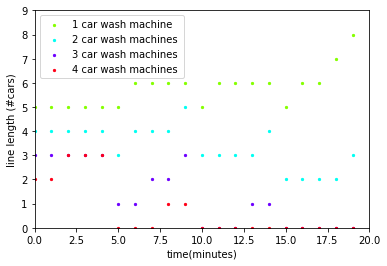 1 car wash machine
2 car wash machines
3 car wash machines
4 car wash machines
line length (#cars)
9
8
7
6
5
4
3
2
1
0
0.0 2.5 5.0 7.5 10.0 12.5 15.0 17.5 20.0
time(minutes)